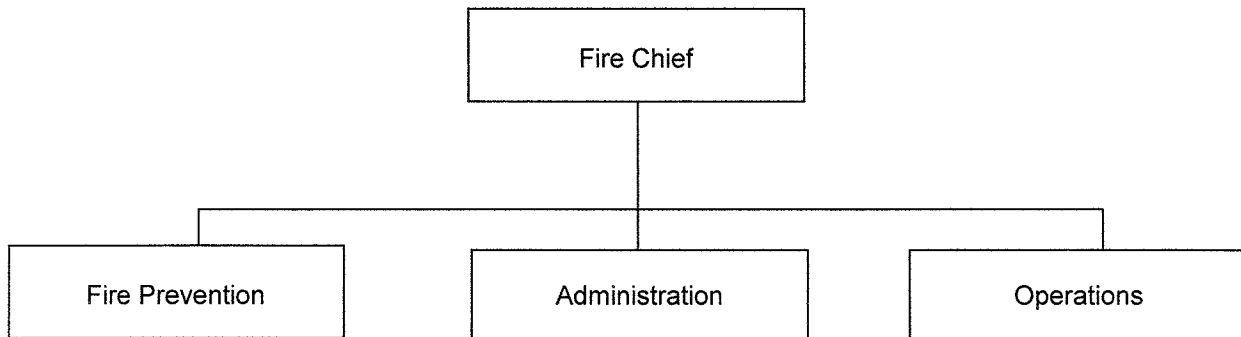 Fire Chief
Fire Prevention
Administration
Operations